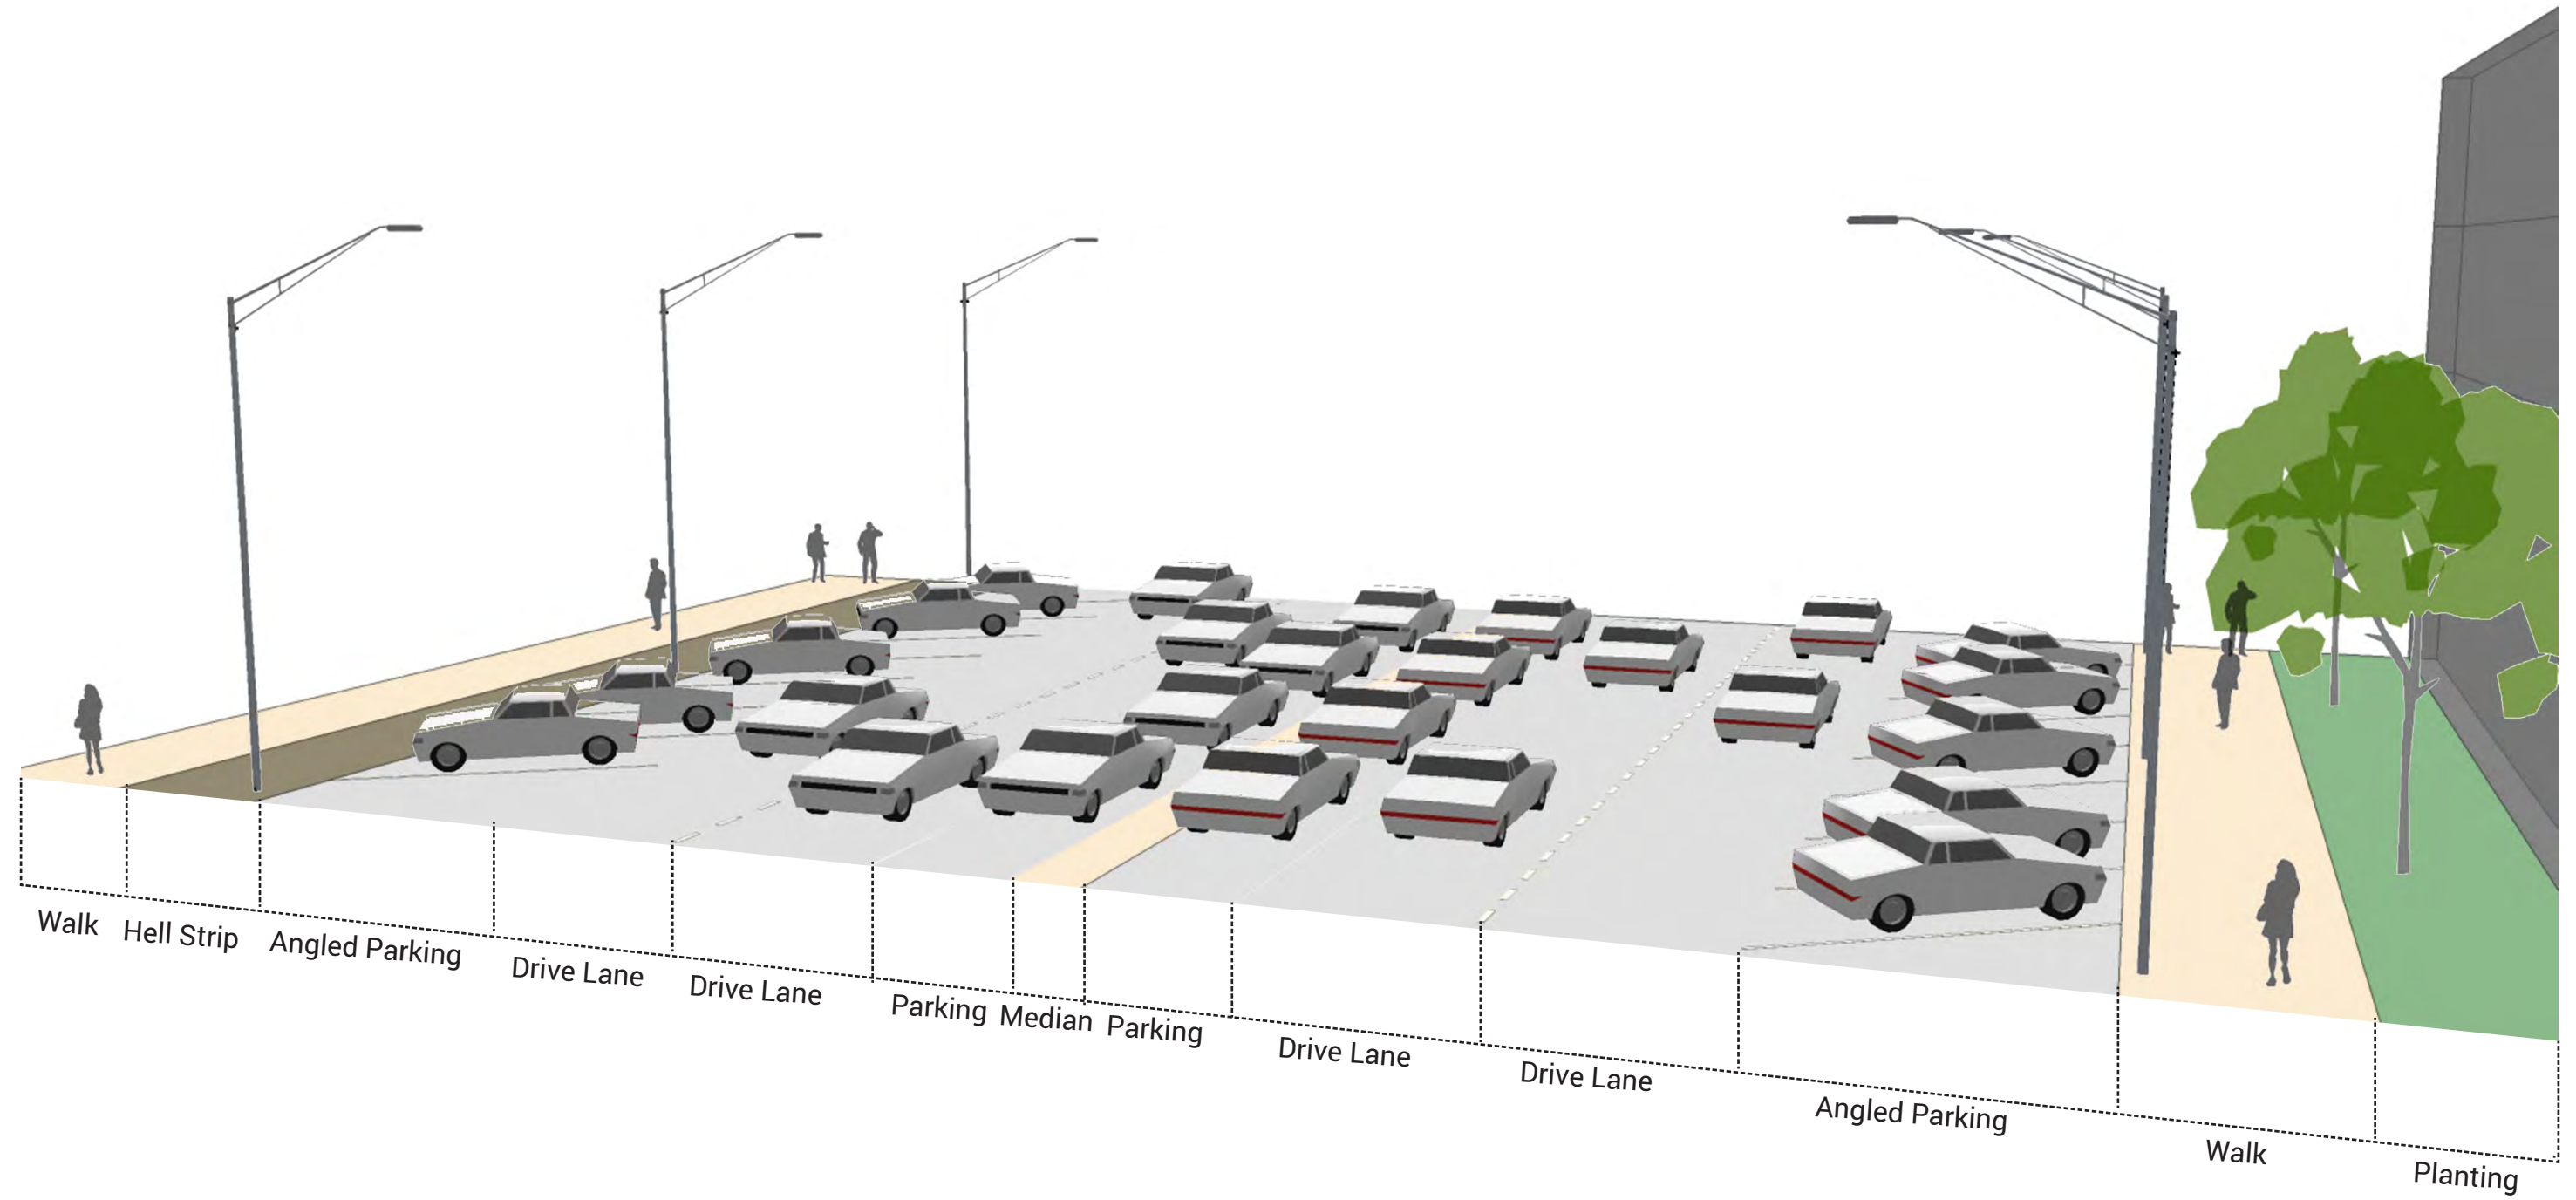 Walk
Hell Strip
Angled Parking
Drive Lane
Drive Lane
Parking
Median
Parking
Drive Lane
Drive Lane
Angled Parking
Walk
Planting